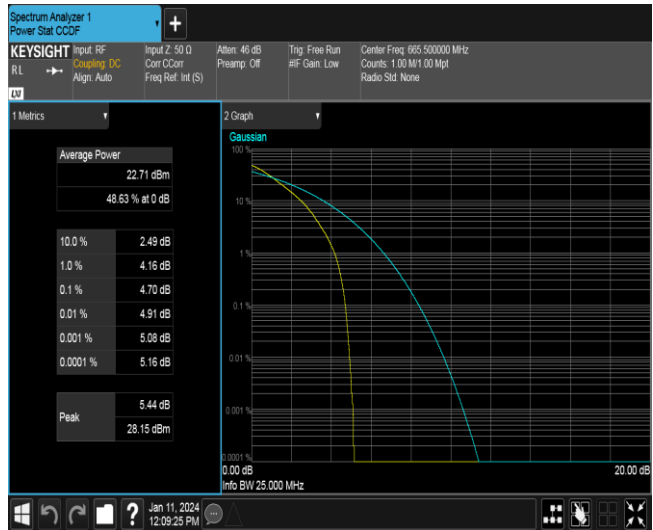 Spectrum Analyzer 1
Power Stat CCDF
+
KEYSIGHT
RL
Input: RF
Coupling: DC
Align: Auto
Input Z: 50 Ω
Corr CCorr
Freq Ref: Int (S)
Atten: 46 dB
Preamp: Off
Trig: Free Run
#IF Gain: Low
Center Freq: 665.500000 MHz
Counts: 1.00 M/1.00 Mpt
Radio Std: None
LXI
1 Metrics
Average Power
22.71 dBm
48.63 % at 0 dB
10.0 % 2.49 dB
1.0 % 4.16 dB
0.1 % 4.70 dB
0.01 % 4.91 dB
0.001 % 5.08 dB
0.0001 % 5.16 dB
Peak
5.44 dB
28.15 dBm
2 Graph
Gaussian
100 %
10 %
1 %
0.1 %
0.01 %
0.001 %
0.0001 %
0.00 dB 20.00 dB
Info BW 25.000 MHz
?
Jan 11, 2024
12:09:25 PM